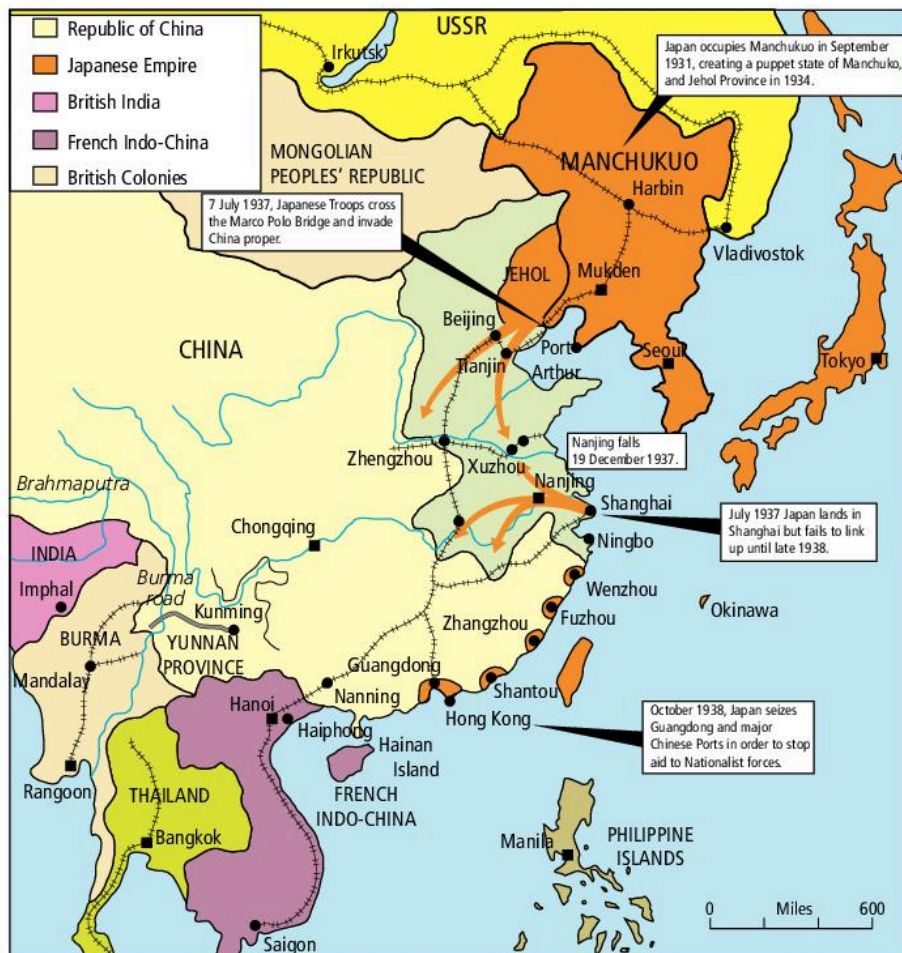 Republic of China
Japanese Empire
British India
French Indo-China
British Colonies
USSR
Irkutsk
Japan occupies Manchukuo in September
1931, creating a puppet state of Manchuko,
and Jehol Province in 1934.
MONGOLIAN
PEOPLES' REPUBLIC
MANCHUKUO
Harbin
7 July 1937, Japanese Troops cross
the Marco Polo Bridge and invade
China proper.
Vladivostok
JEHOL
Mukden
Beijing
CHINA
Tianjin
Port
Arthur
Seoul
Tokyo
Zhengzhou
Xuzhou
Nanjing falls
19 December 1937.
Nanjing
Brahmaputra
Shanghai
July 1937 Japan lands in
Shanghai but fails to link
up until late 1938.
Chongqing
Ningbo
INDIA
Imphal
Burma
road
Kunming
Wenzhou
Okinawa
Fuzhou
BURMA
YUNNAN
PROVINCE
Zhangzhou
Mandalay
Guangdong
Nanning
Shantou
Hanoi
Haiphong
Hong Kong
October 1938, Japan seizes
Guangdong and major
Chinese Ports in order to stop
aid to Nationalist forces.
Hainan
Island
Rangoon
THAILAND
FRENCH
INDO-CHINA
Bangkok
Manila
PHILIPPINE
ISLANDS
0 Miles 600
Saigon